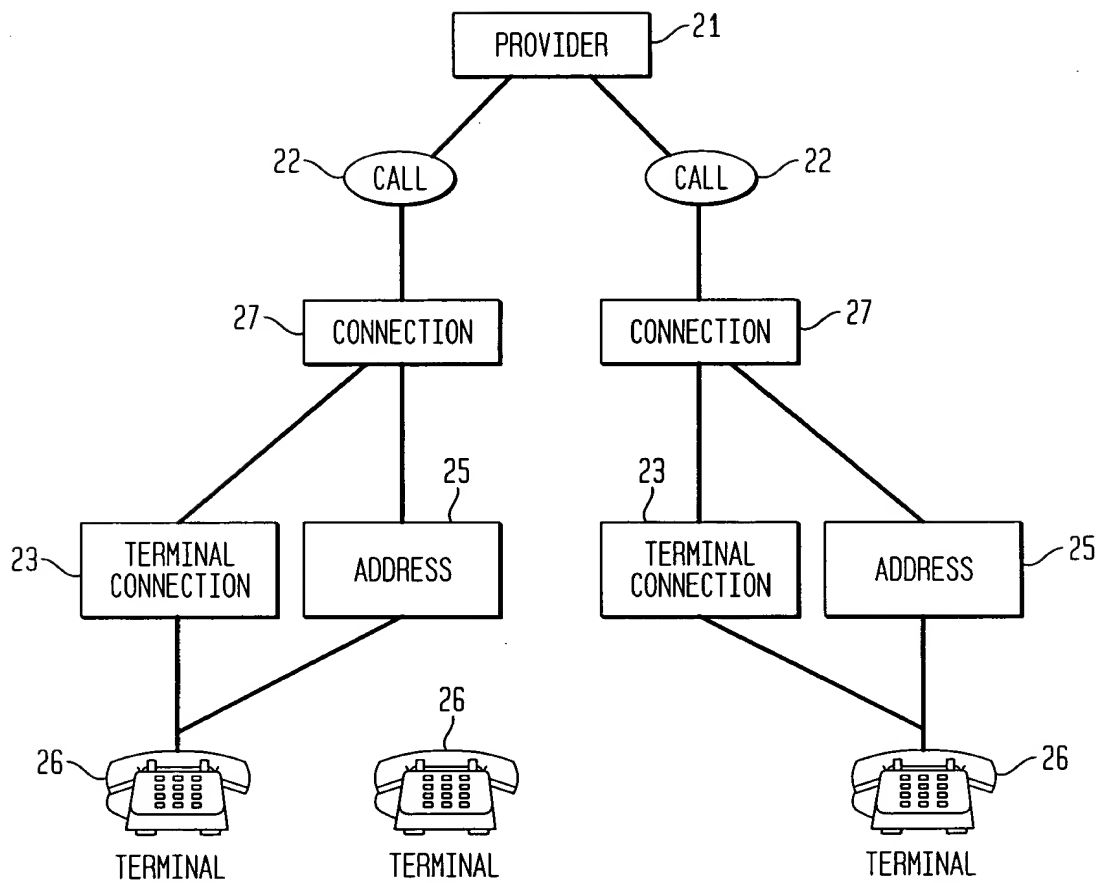 PROVIDER
21
22
CALL
CALL
22
27
CONNECTION
CONNECTION
27
25
23
23
TERMINAL
CONNECTION
ADDRESS
TERMINAL
CONNECTION
ADDRESS
25
26
26
26
TERMINAL
TERMINAL
TERMINAL